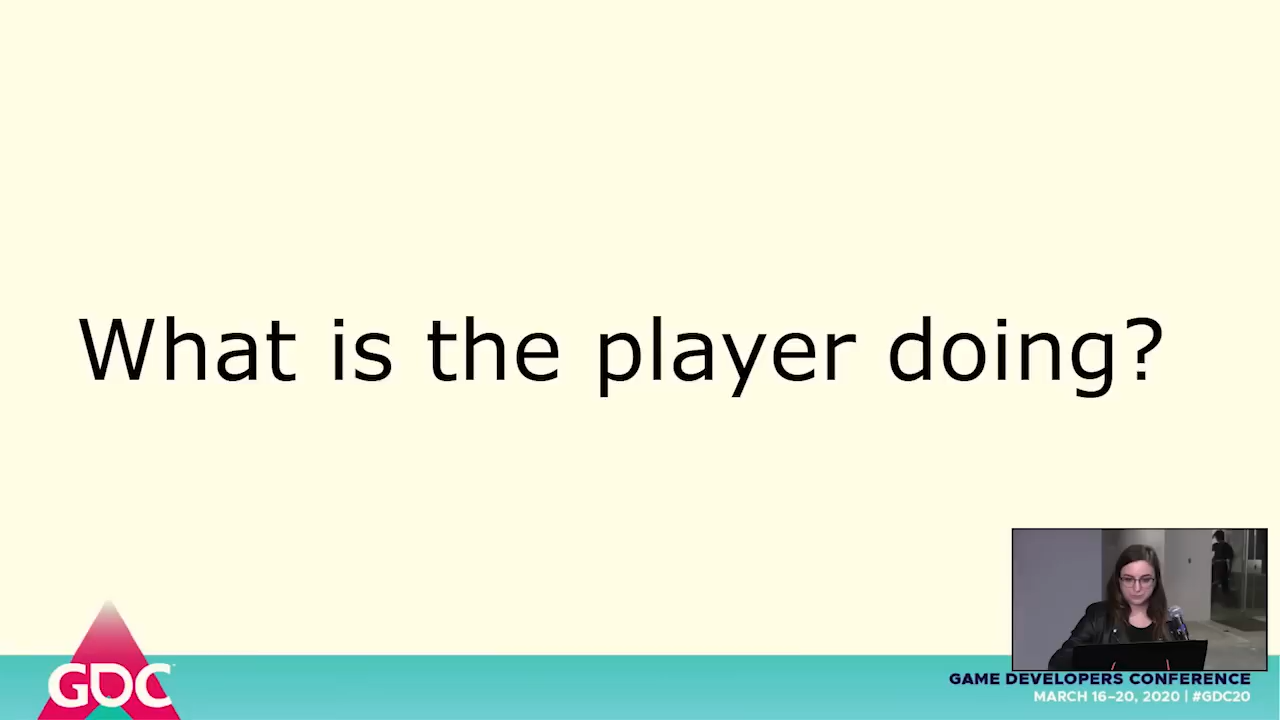 What is the player doing?
GDC
GAME DEVELOPERS CONFERENCE
MARCH 16–20, 2020 | #GDC20